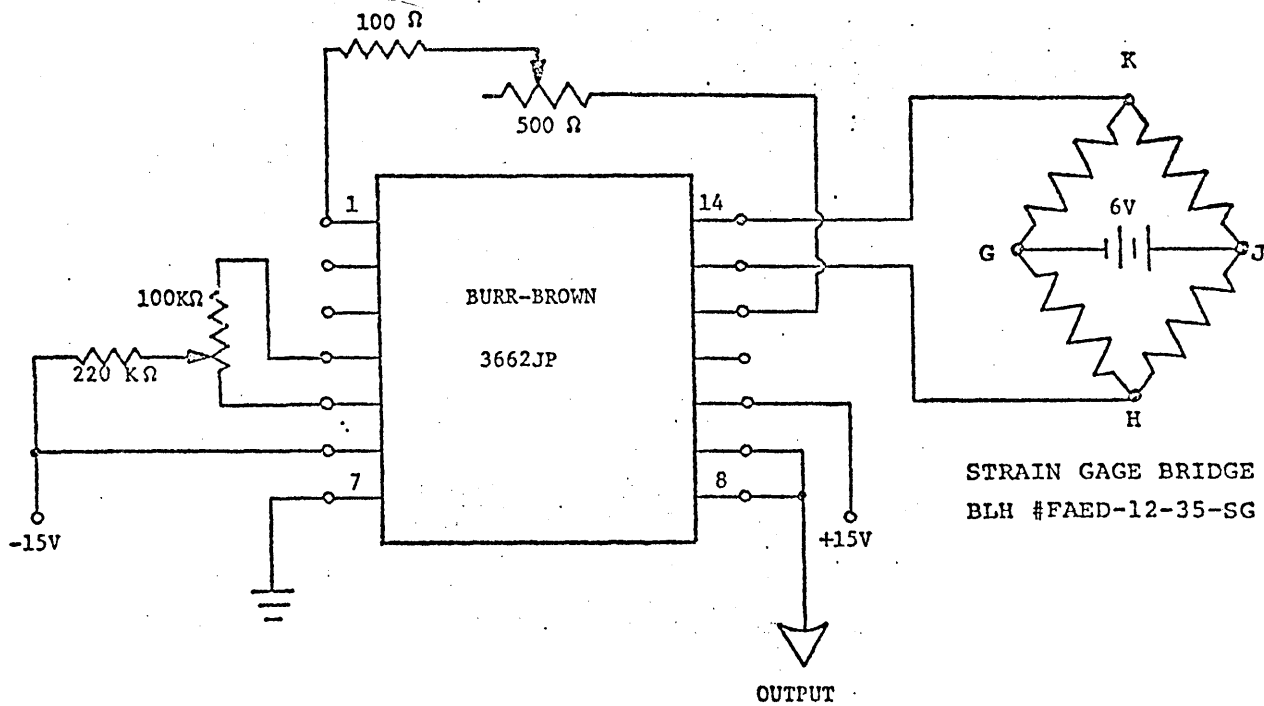 100 Ω
K
500 Ω
1
14
6V
G
J
100KΩ
BURR-BROWN
3662JP
220 KΩ
H
7
8
STRAIN GAGE BRIDGE
BLH #FAED-12-35-SG
-15V
+15V
OUTPUT